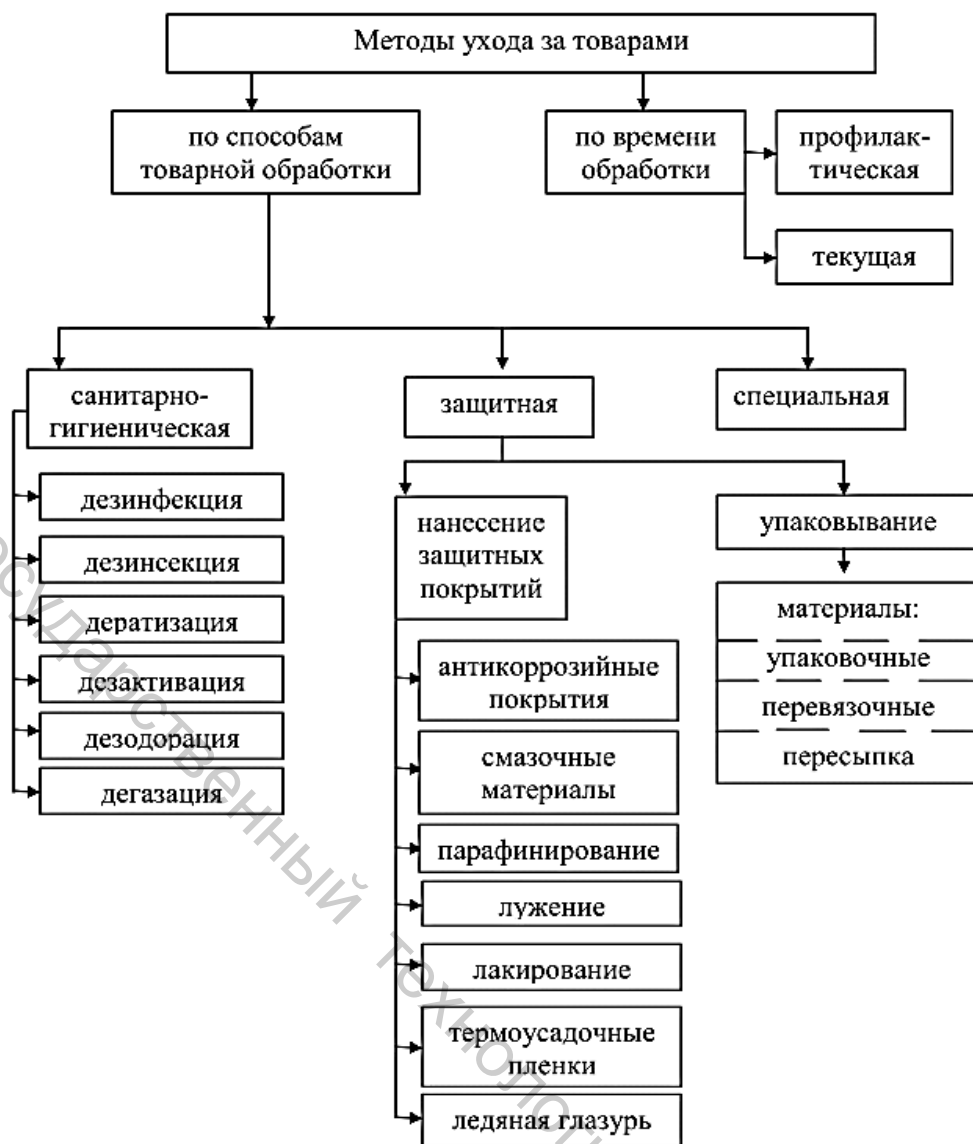 Методы ухода за товарами
по способам
товарной обработки
по времени
обработки
профилак-
тическая
текущая
санитарно-
гигиеническая
защитная
специальная
дезинфекция
дезинсекция
дератизация
дезактивация
дезодорация
дегазация
нанесение
защитных
покрытий
упаковывание
материалы:
упаковочные
перевязочные
пересыпка
антикоррозийные
покрытия
смазочные
материалы
парафинирование
лужение
лакирование
термоусадочные
пленки
ледяная глазурь
государственный технологи